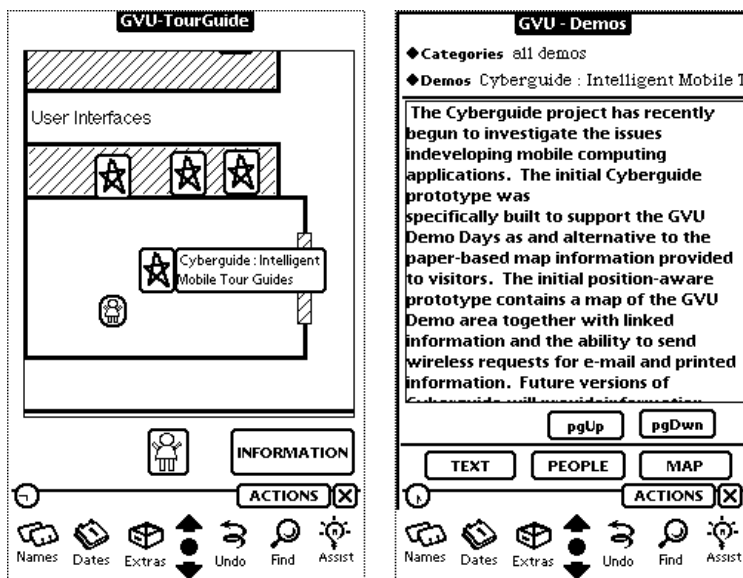 GVU-TourGuide
User Interfaces
Cyberguide : Intelligent
Mobile Tour Guides
INFORMATION
ACTIONS
Names
Dates
Extras
Undo
Find
Assist
GVU - Demos
Categories all demos
Demos Cyberguide : Intelligent Mobile T
The Cyberguide project has recently
begun to investigate the issues
indeveloping mobile computing
applications. The initial Cyberguide
prototype was
specifically built to support the GVU
Demo Days as and alternative to the
paper-based map information provided
to visitors. The initial position-aware
prototype contains a map of the GVU
Demo area together with linked
information and the ability to send
wireless requests for e-mail and printed
information. Future versions of
pgUp
pgDwn
TEXT
PEOPLE
MAP
ACTIONS
Names
Dates
Extras
Undo
Find
Assist